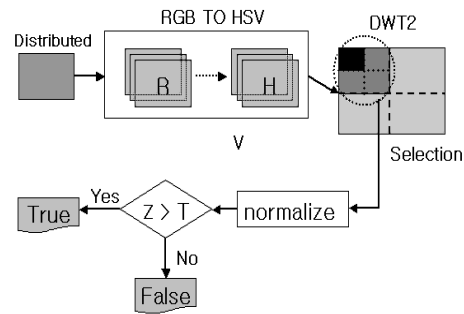 RGB TO HSV
DWT2
Distributed
R
H
V
Selection
Yes
True
Z > T
normalize
No
False